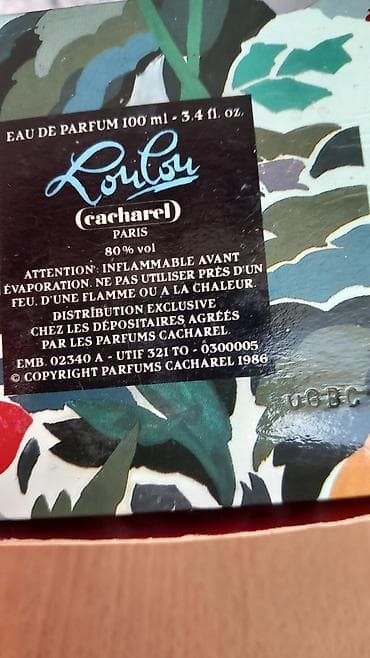 EAU DE PARFUM 100 ml - 3.4 fl. oz.
Loulou
(cacharel)
PARIS
80% vol
ATTENTION : INFLAMMABLE AVANT
ÉVAPORATION. NE PAS UTILISER PRÈS D'UN
FEU, D'UNE FLAMME OU A LA CHALEUR.
DISTRIBUTION EXCLUSIVE
CHEZ LES DÉPOSITAIRES AGRÉÉS
PAR LES PARFUMS CACHAREL.
EMB. 02340 A - UTIF 321 TO - 0300005
© COPYRIGHT PARFUMS CACHAREL 1986